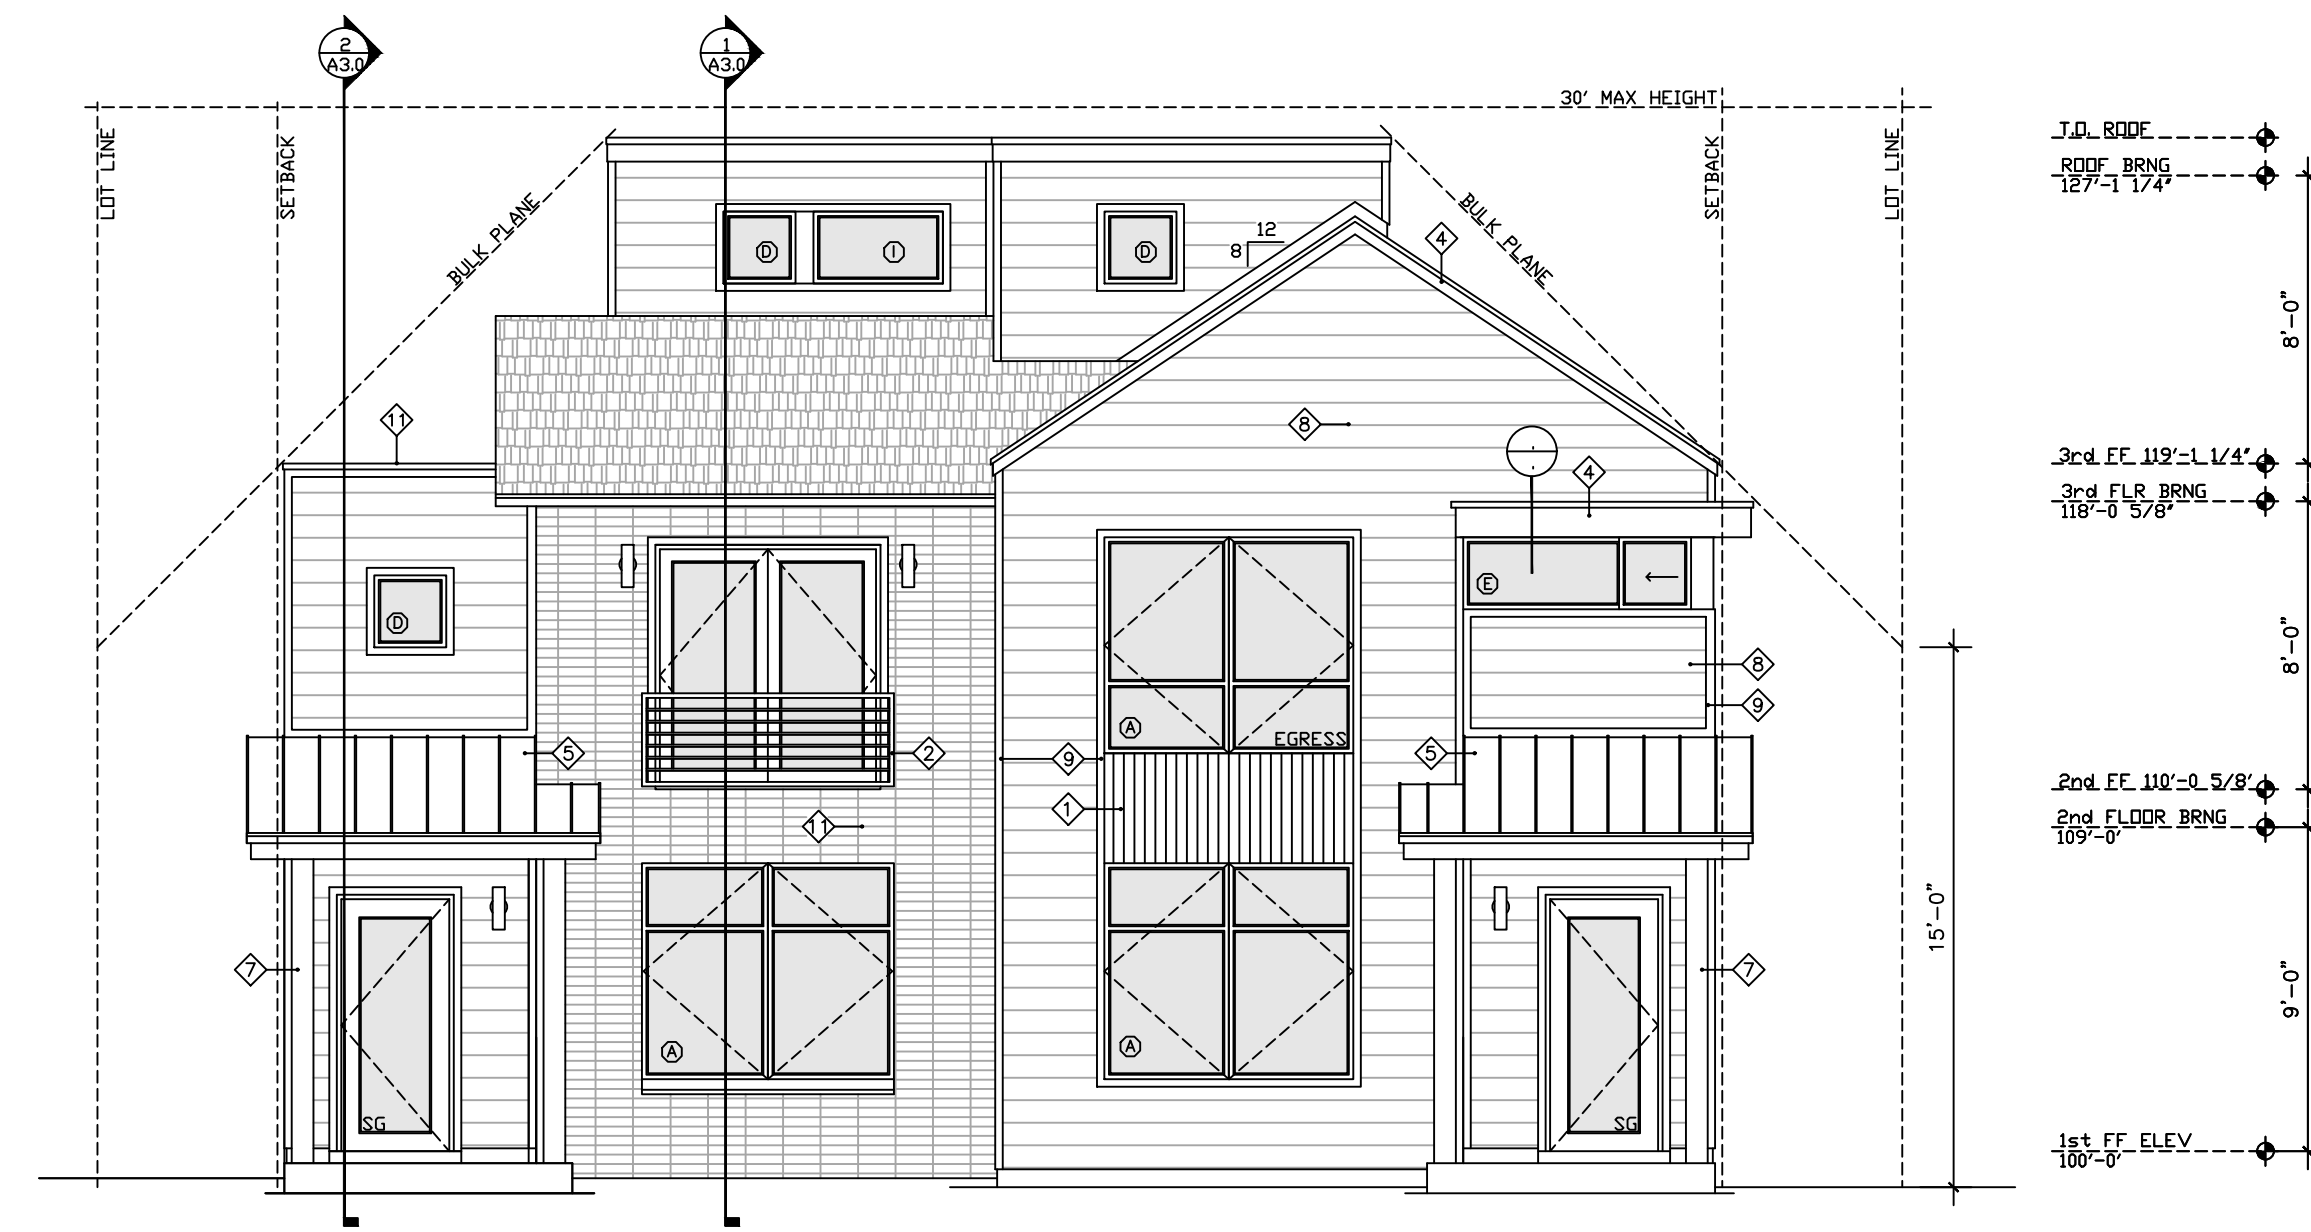 2
A3.0
1
A3.0
30' MAX HEIGHT
LOT LINE
SETBACK
BULK PLANE
BULK PLANE
SETBACK
LOT LINE
T.O. ROOF
ROOF BRNG
127'-1 1/4"
D
I
D
12
8
4
8'-0"
11
8
4
3rd FF 119'-1 1/4"
3rd FLR BRNG
118'-0 5/8"
D
E
8
8'-0"
9
A
EGRESS
5
2
9
5
1
11
2nd FF 110'-0 5/8'
2nd FLOOR BRNG
109'-0'
15'-0"
9'-0"
7
7
A
A
SG
SG
1st FF ELEV
100'-0'